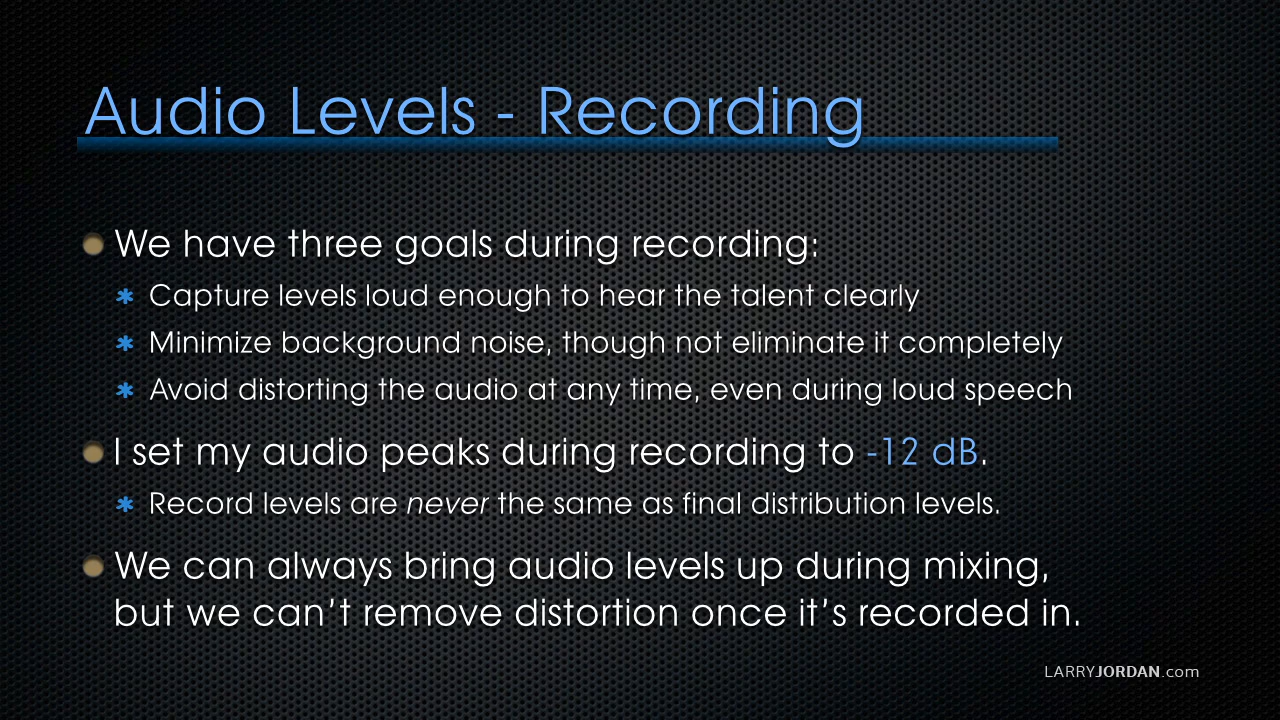 Audio Levels - Recording
We have three goals during recording:
Capture levels loud enough to hear the talent clearly
Minimize background noise, though not eliminate it completely
Avoid distorting the audio at any time, even during loud speech
I set my audio peaks during recording to -12 dB.
Record levels are never the same as final distribution levels.
We can always bring audio levels up during mixing,
but we can’t remove distortion once it’s recorded in.
LARRYJORDAN.com